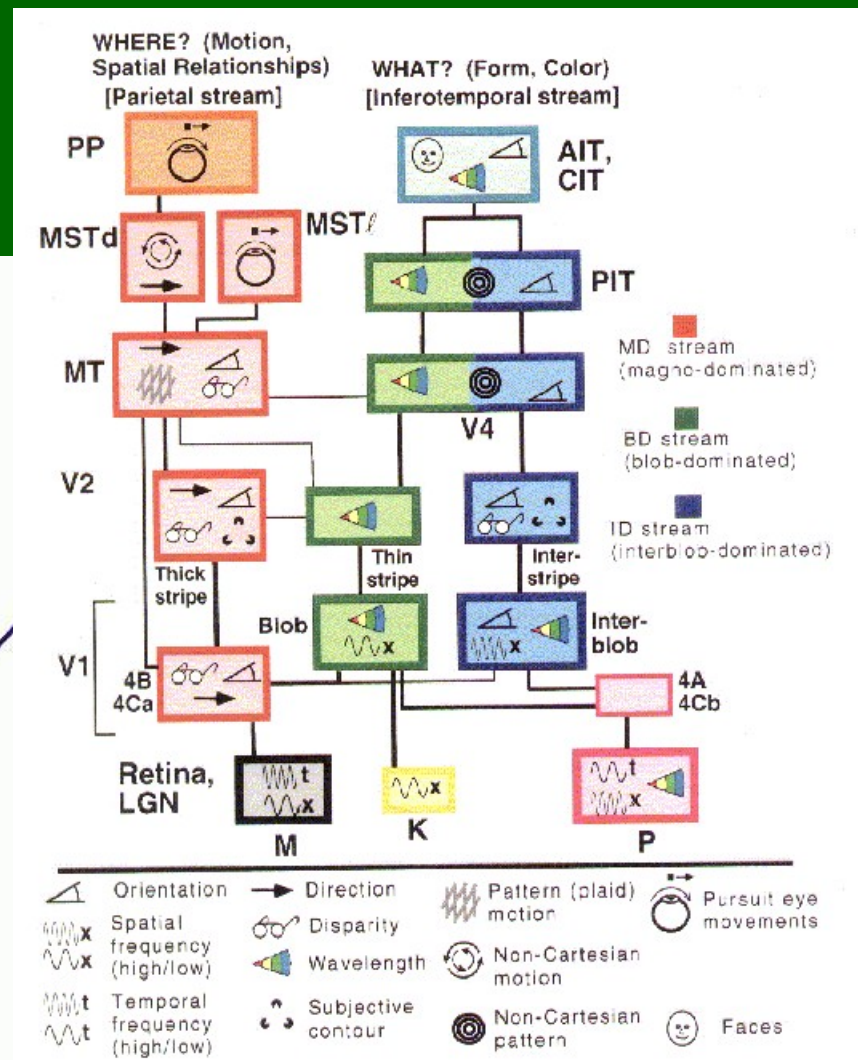 WHERE? (Motion,
Spatial Relationships)
[Parietal stream]
WHAT? (Form, Color)
[Inferotemporal stream]
PP
AIT,
CIT
MSTd
MSTℓ
PIT
MT
V4
MD stream
(magno-dominated)
BD stream
(blob-dominated)
ID stream
(interblob-dominated)
V2
Thick
stripe
Thin
stripe
Inter-
stripe
V1
Blob
x
x
Inter-
blob
4B
4Ca
4A
4Cb
Retina,
LGN
t
x
x
t
x
M
K
P
Orientation
Direction
Pattern (plaid)
motion
Pursuit eye
movements
x
x
Spatial
frequency
(high/low)
Disparity
Wavelength
Non-Cartesian
motion
t
t
Temporal
frequency
(high/low)
Subjective
contour
Non-Cartesian
pattern
Faces